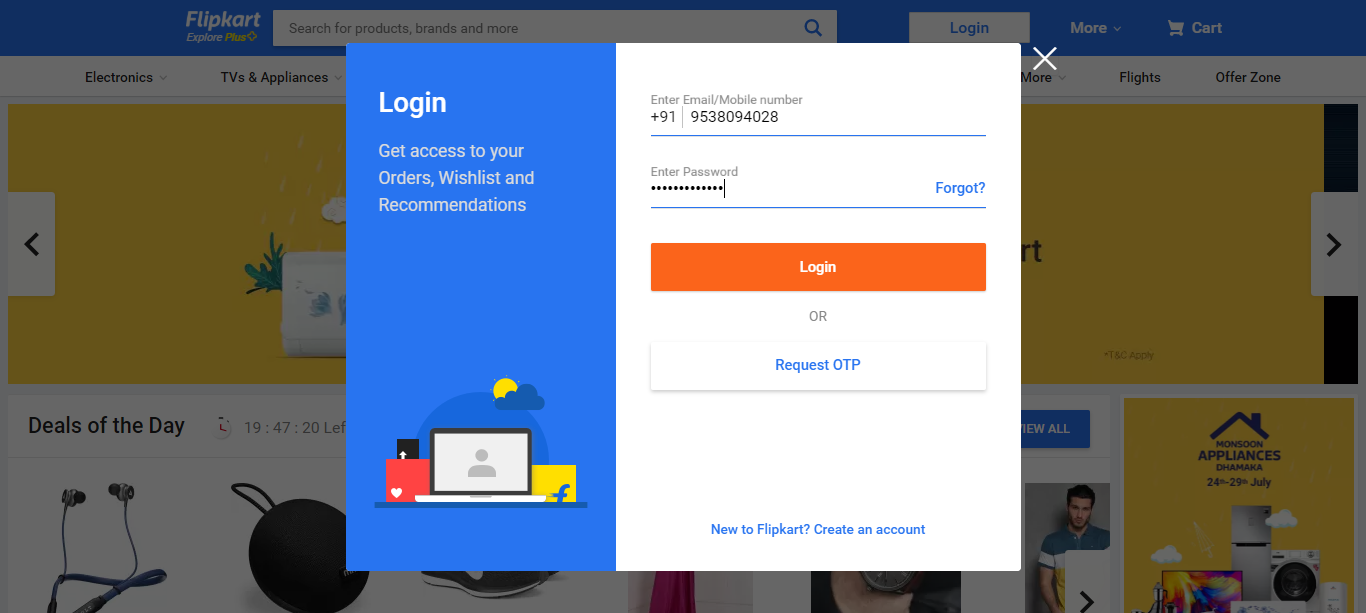 Flipkart
Explore Plus
Search for products, brands and more
Login
More
Cart
Electronics
TVs & Appliances
More
Flights
Offer Zone
Login
Get access to your
Orders, Wishlist and
Recommendations
Enter Email/Mobile number
+91 9538094028
Enter Password
•••••••••••••
Forgot?
Login
OR
Request OTP
New to Flipkart? Create an account
*T&C Apply
Deals of the Day
19 : 47 : 20 Lef
VIEW ALL
MONSOON
APPLIANCES
DHAMAKA
24th-29th July